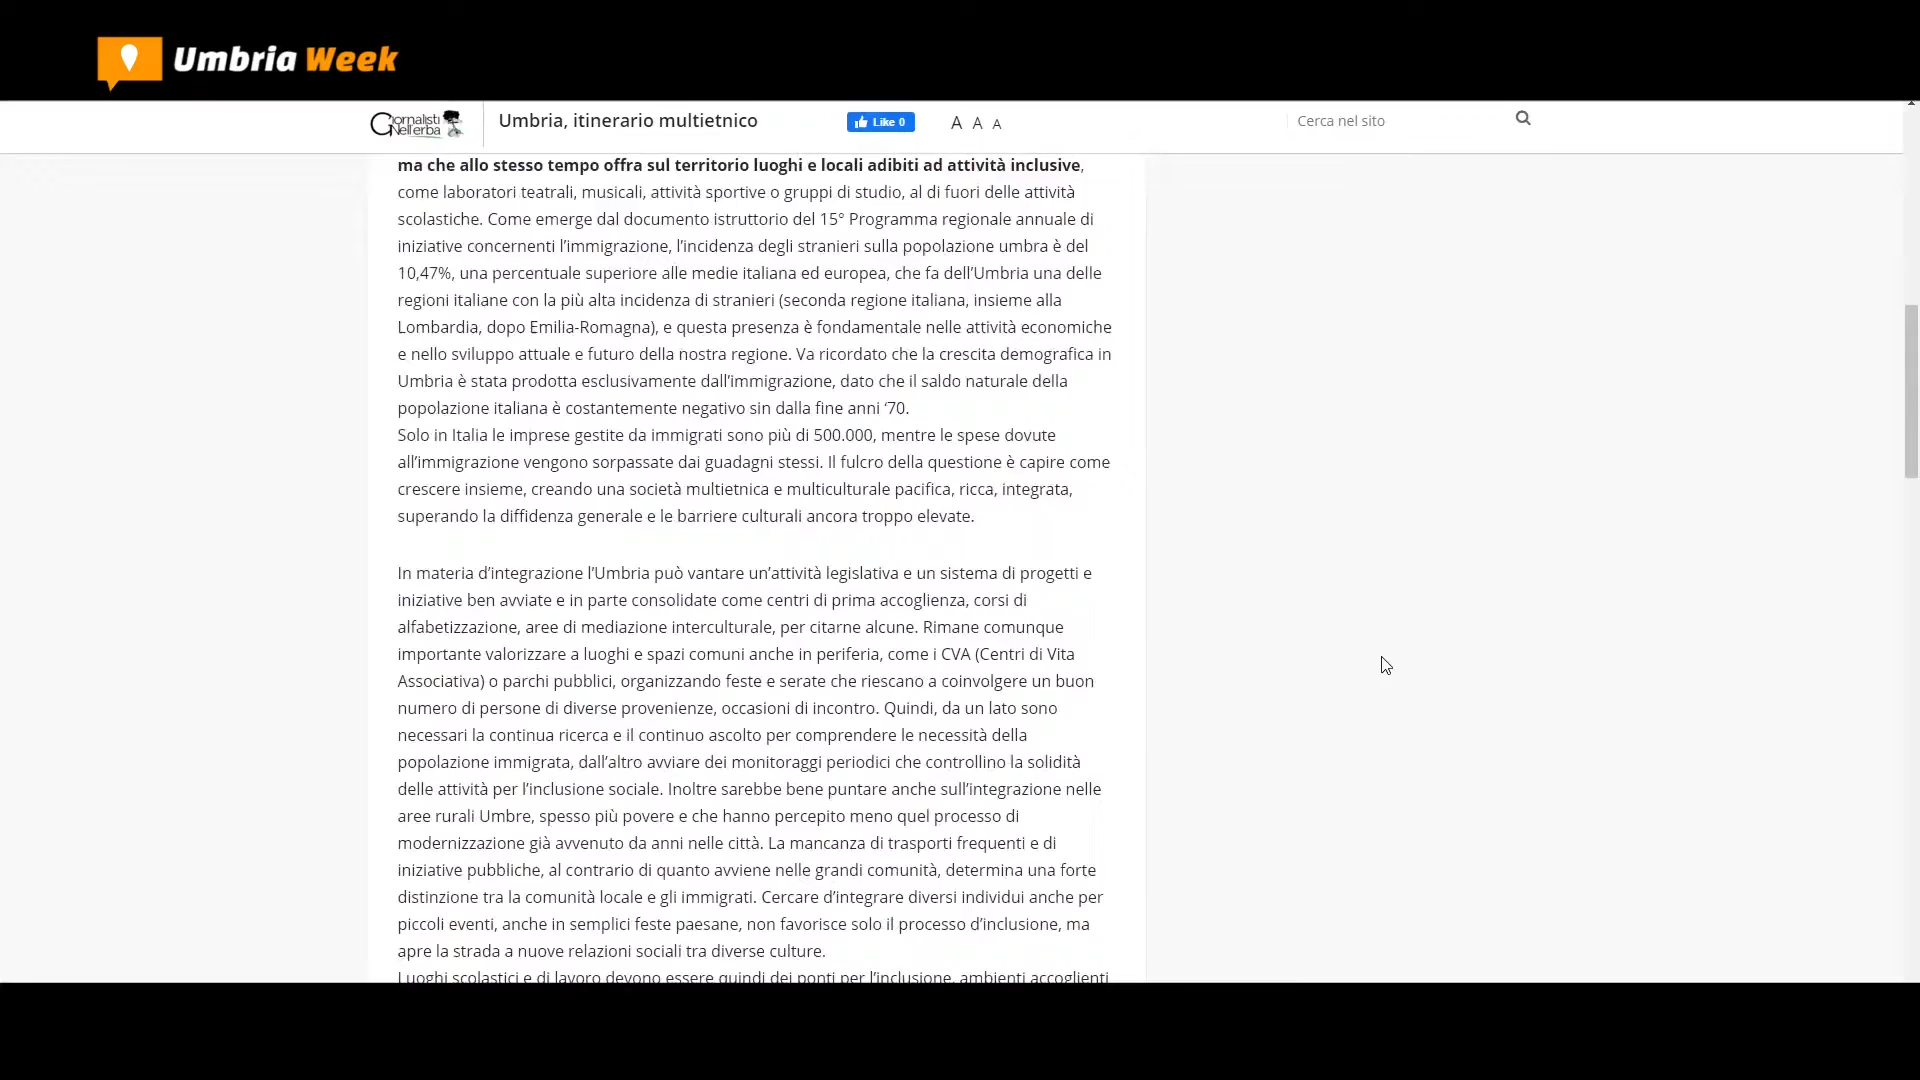 Umbria Week
Giornalisti Nell'erba
Umbria, itinerario multietnico
Like 0
A A A
Cerca nel sito
ma che allo stesso tempo offra sul territorio luoghi e locali adibiti ad attività inclusive,
come laboratori teatrali, musicali, attività sportive o gruppi di studio, al di fuori delle attività
scolastiche. Come emerge dal documento istruttorio del 15° Programma regionale annuale di
iniziative concernenti l’immigrazione, l’incidenza degli stranieri sulla popolazione umbra è del
10,47%, una percentuale superiore alle medie italiana ed europea, che fa dell’Umbria una delle
regioni italiane con la più alta incidenza di stranieri (seconda regione italiana, insieme alla
Lombardia, dopo Emilia-Romagna), e questa presenza è fondamentale nelle attività economiche
e nello sviluppo attuale e futuro della nostra regione. Va ricordato che la crescita demografica in
Umbria è stata prodotta esclusivamente dall’immigrazione, dato che il saldo naturale della
popolazione italiana è costantemente negativo sin dalla fine anni ‘70.
Solo in Italia le imprese gestite da immigrati sono più di 500.000, mentre le spese dovute
all’immigrazione vengono sorpassate dai guadagni stessi. Il fulcro della questione è capire come
crescere insieme, creando una società multietnica e multiculturale pacifica, ricca, integrata,
superando la diffidenza generale e le barriere culturali ancora troppo elevate.
In materia d’integrazione l’Umbria può vantare un’attività legislativa e un sistema di progetti e
iniziative ben avviate e in parte consolidate come centri di prima accoglienza, corsi di
alfabetizzazione, aree di mediazione interculturale, per citarne alcune. Rimane comunque
importante valorizzare a luoghi e spazi comuni anche in periferia, come i CVA (Centri di Vita
Associativa) o parchi pubblici, organizzando feste e serate che riescano a coinvolgere un buon
numero di persone di diverse provenienze, occasioni di incontro. Quindi, da un lato sono
necessari la continua ricerca e il continuo ascolto per comprendere le necessità della
popolazione immigrata, dall’altro avviare dei monitoraggi periodici che controllino la solidità
delle attività per l’inclusione sociale. Inoltre sarebbe bene puntare anche sull’integrazione nelle
aree rurali Umbre, spesso più povere e che hanno percepito meno quel processo di
modernizzazione già avvenuto da anni nelle città. La mancanza di trasporti frequenti e di
iniziative pubbliche, al contrario di quanto avviene nelle grandi comunità, determina una forte
distinzione tra la comunità locale e gli immigrati. Cercare d’integrare diversi individui anche per
piccoli eventi, anche in semplici feste paesane, non favorisce solo il processo d’inclusione, ma
apre la strada a nuove relazioni sociali tra diverse culture.
Luoghi scolastici e di lavoro devono essere quindi dei ponti per l’inclusione, ambienti accoglienti